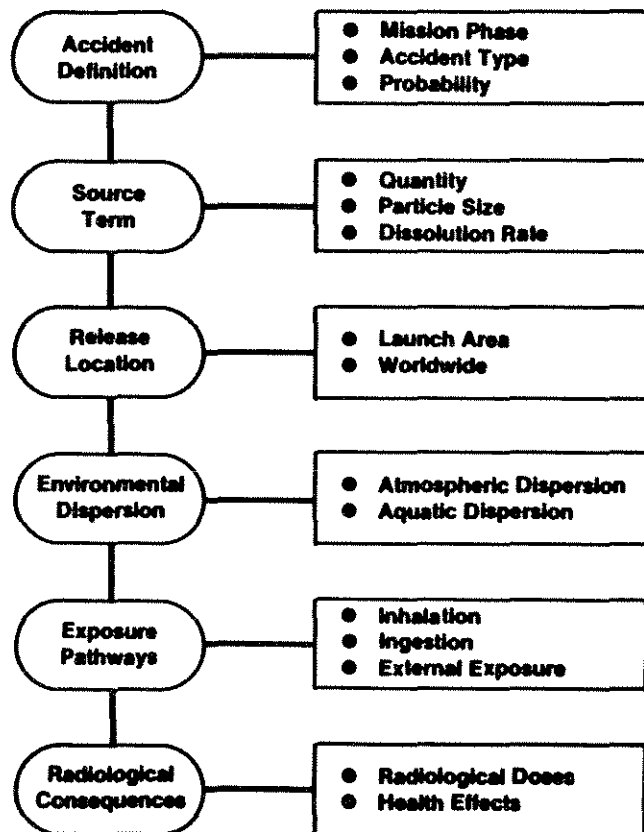 Accident
Definition
● Mission Phase
● Accident Type
● Probability
Source
Term
● Quantity
● Particle Size
● Dissolution Rate
Release
Location
● Launch Area
● Worldwide
Environmental
Dispersion
● Atmospheric Dispersion
● Aquatic Dispersion
Exposure
Pathways
● Inhalation
● Ingestion
● External Exposure
Radiological
Consequences
● Radiological Doses
● Health Effects